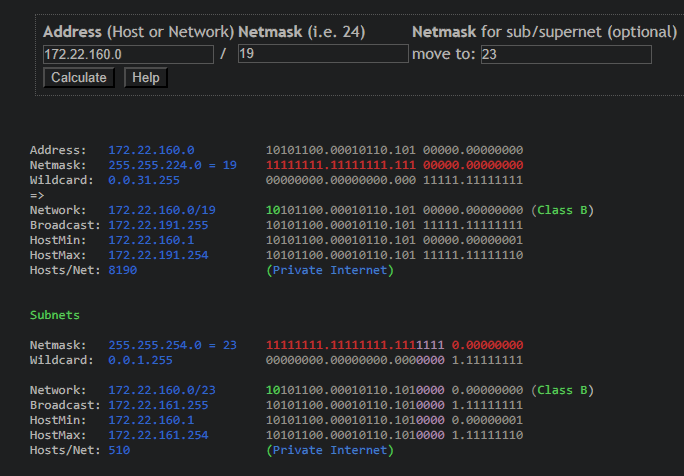 Address (Host or Network) Netmask (i.e. 24) Netmask for sub/supernet (optional)
172.22.160.0 / 19 move to: 23
Calculate Help
Address: 172.22.160.0 10101100.00010110.101 00000.00000000
Netmask: 255.255.224.0 = 19 11111111.11111111.111 00000.00000000
Wildcard: 0.0.31.255 00000000.00000000.000 11111.11111111
=>
Network: 172.22.160.0/19 10101100.00010110.101 00000.00000000 (Class B)
Broadcast: 172.22.191.255 10101100.00010110.101 11111.11111111
HostMin: 172.22.160.1 10101100.00010110.101 00000.00000001
HostMax: 172.22.191.254 10101100.00010110.101 11111.11111110
Hosts/Net: 8190 (Private Internet)
Subnets
Netmask: 255.255.254.0 = 23 11111111.11111111.1111111 0.00000000
Wildcard: 0.0.1.255 00000000.00000000.0000000 1.11111111
Network: 172.22.160.0/23 10101100.00010110.1010000 0.00000000 (Class B)
Broadcast: 172.22.161.255 10101100.00010110.1010000 1.11111111
HostMin: 172.22.160.1 10101100.00010110.1010000 0.00000001
HostMax: 172.22.161.254 10101100.00010110.1010000 1.11111110
Hosts/Net: 510 (Private Internet)